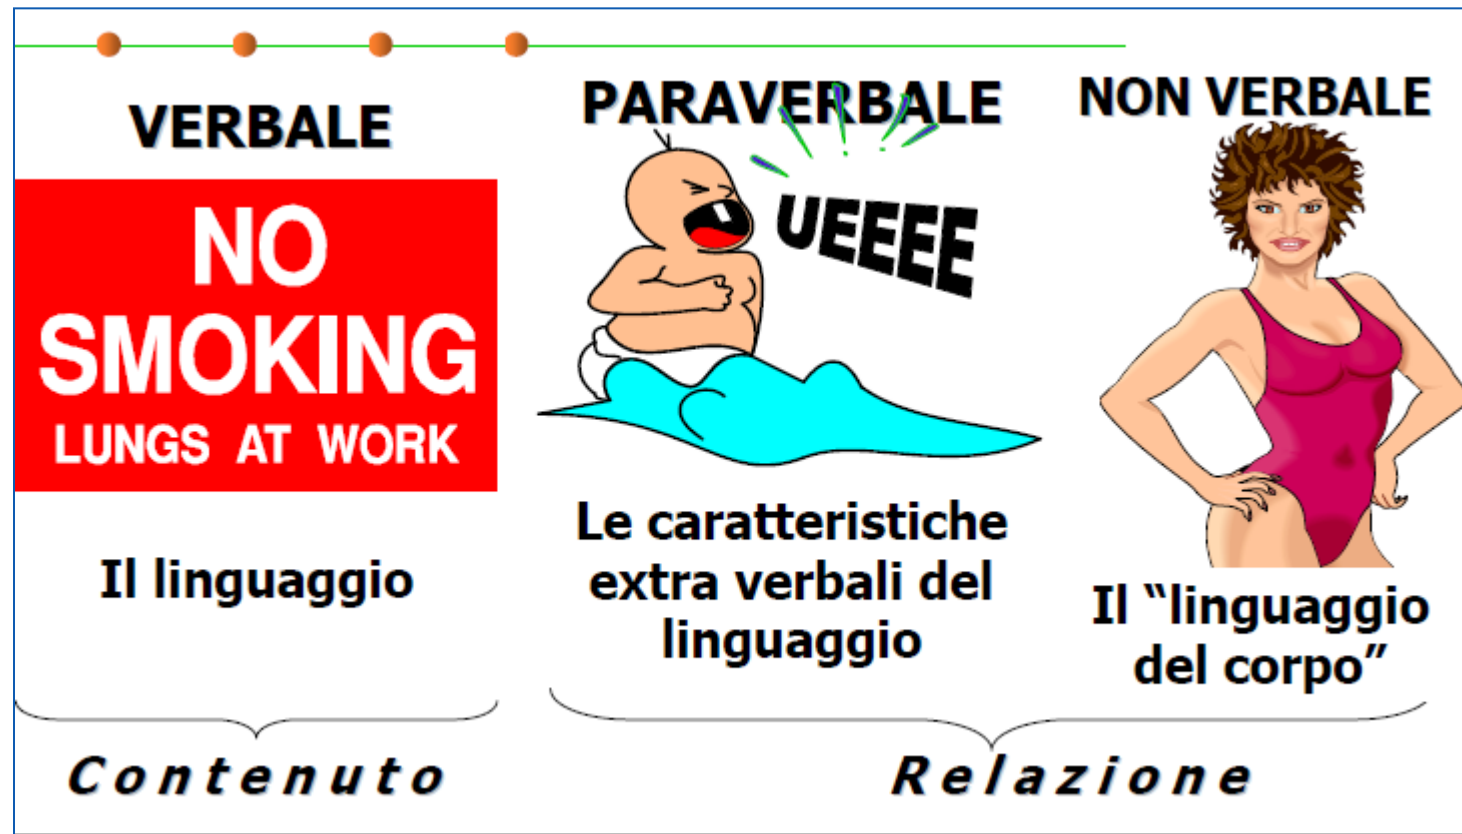 VERBALE
NO
SMOKING
LUNGS AT WORK
Il linguaggio
PARAVERBALE
UEEEE
Le caratteristiche
extra verbali del
linguaggio
NON VERBALE
Il “linguaggio
del corpo”
Contenuto
Relazione